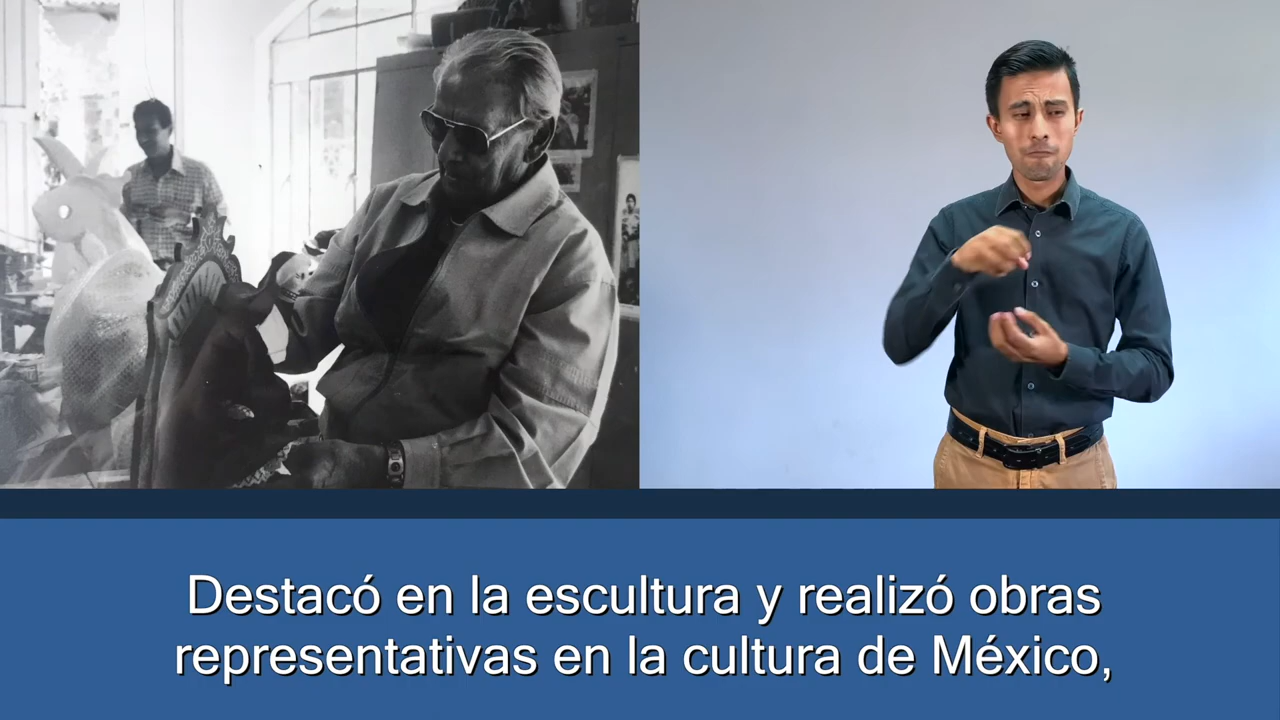 Destacó en la escultura y realizó obras
representativas en la cultura de México,